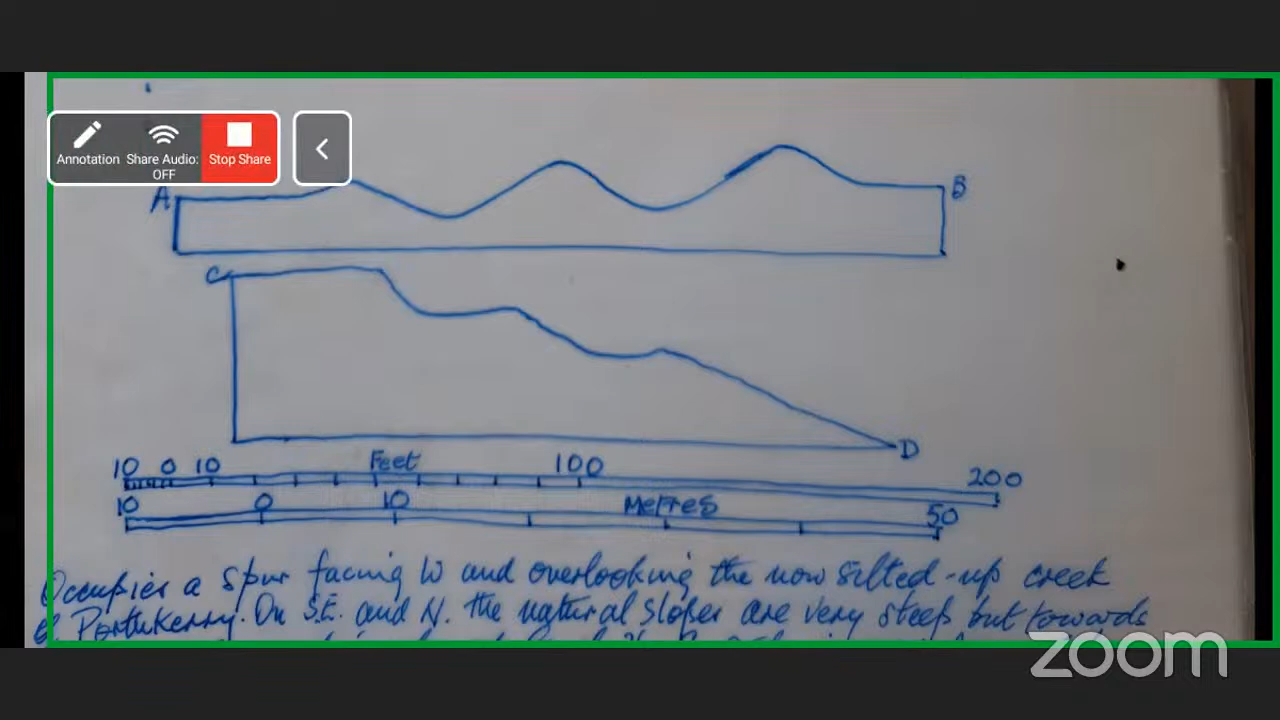 Annotation Share Audio: OFF Stop Share
A B
C
D
10 0 10 Feet 100 200
10 0 10 Metres 50
Occupies a spur facing W and overlooking the now silted-up creek
Porthkerry. On S.E. and N. the natural slopes are very steep but towards
zoom